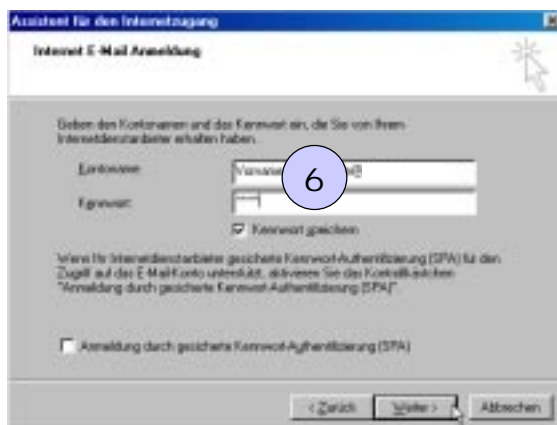 Assistent für den Internetzugang
Internet E-Mail Anmeldung
Geben den Kontonamen und das Kennwort ein, die Sie von Ihrem
Internetdienstanbieter erhalten haben.
Kontoname:
6
Kennwort:
Kennwort speichern
Wenn Ihr Internetdienstanbieter gesicherte Kennwort-Authentifizierung (SPA) für den
Zugriff auf das E-Mail-Konto unterstützt, aktivieren Sie das Kontrollkästchen
"Anmeldung durch gesicherte Kennwort-Authentifizierung (SPA)".
Anmeldung durch gesicherte Kennwort-Authentifizierung (SPA)
< Zurück
Weiter >
Abbrechen